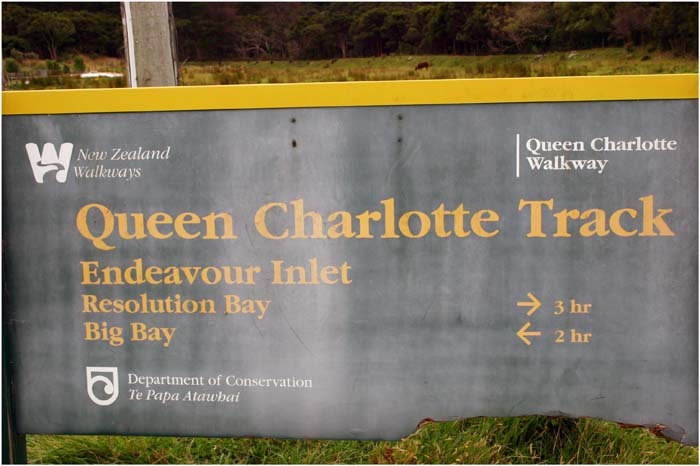 New Zealand
Walkways
Queen Charlotte
Walkway
Queen Charlotte Track
Endeavour Inlet
Resolution Bay → 3 hr
Big Bay ← 2 hr
Department of Conservation
Te Papa Atawhai